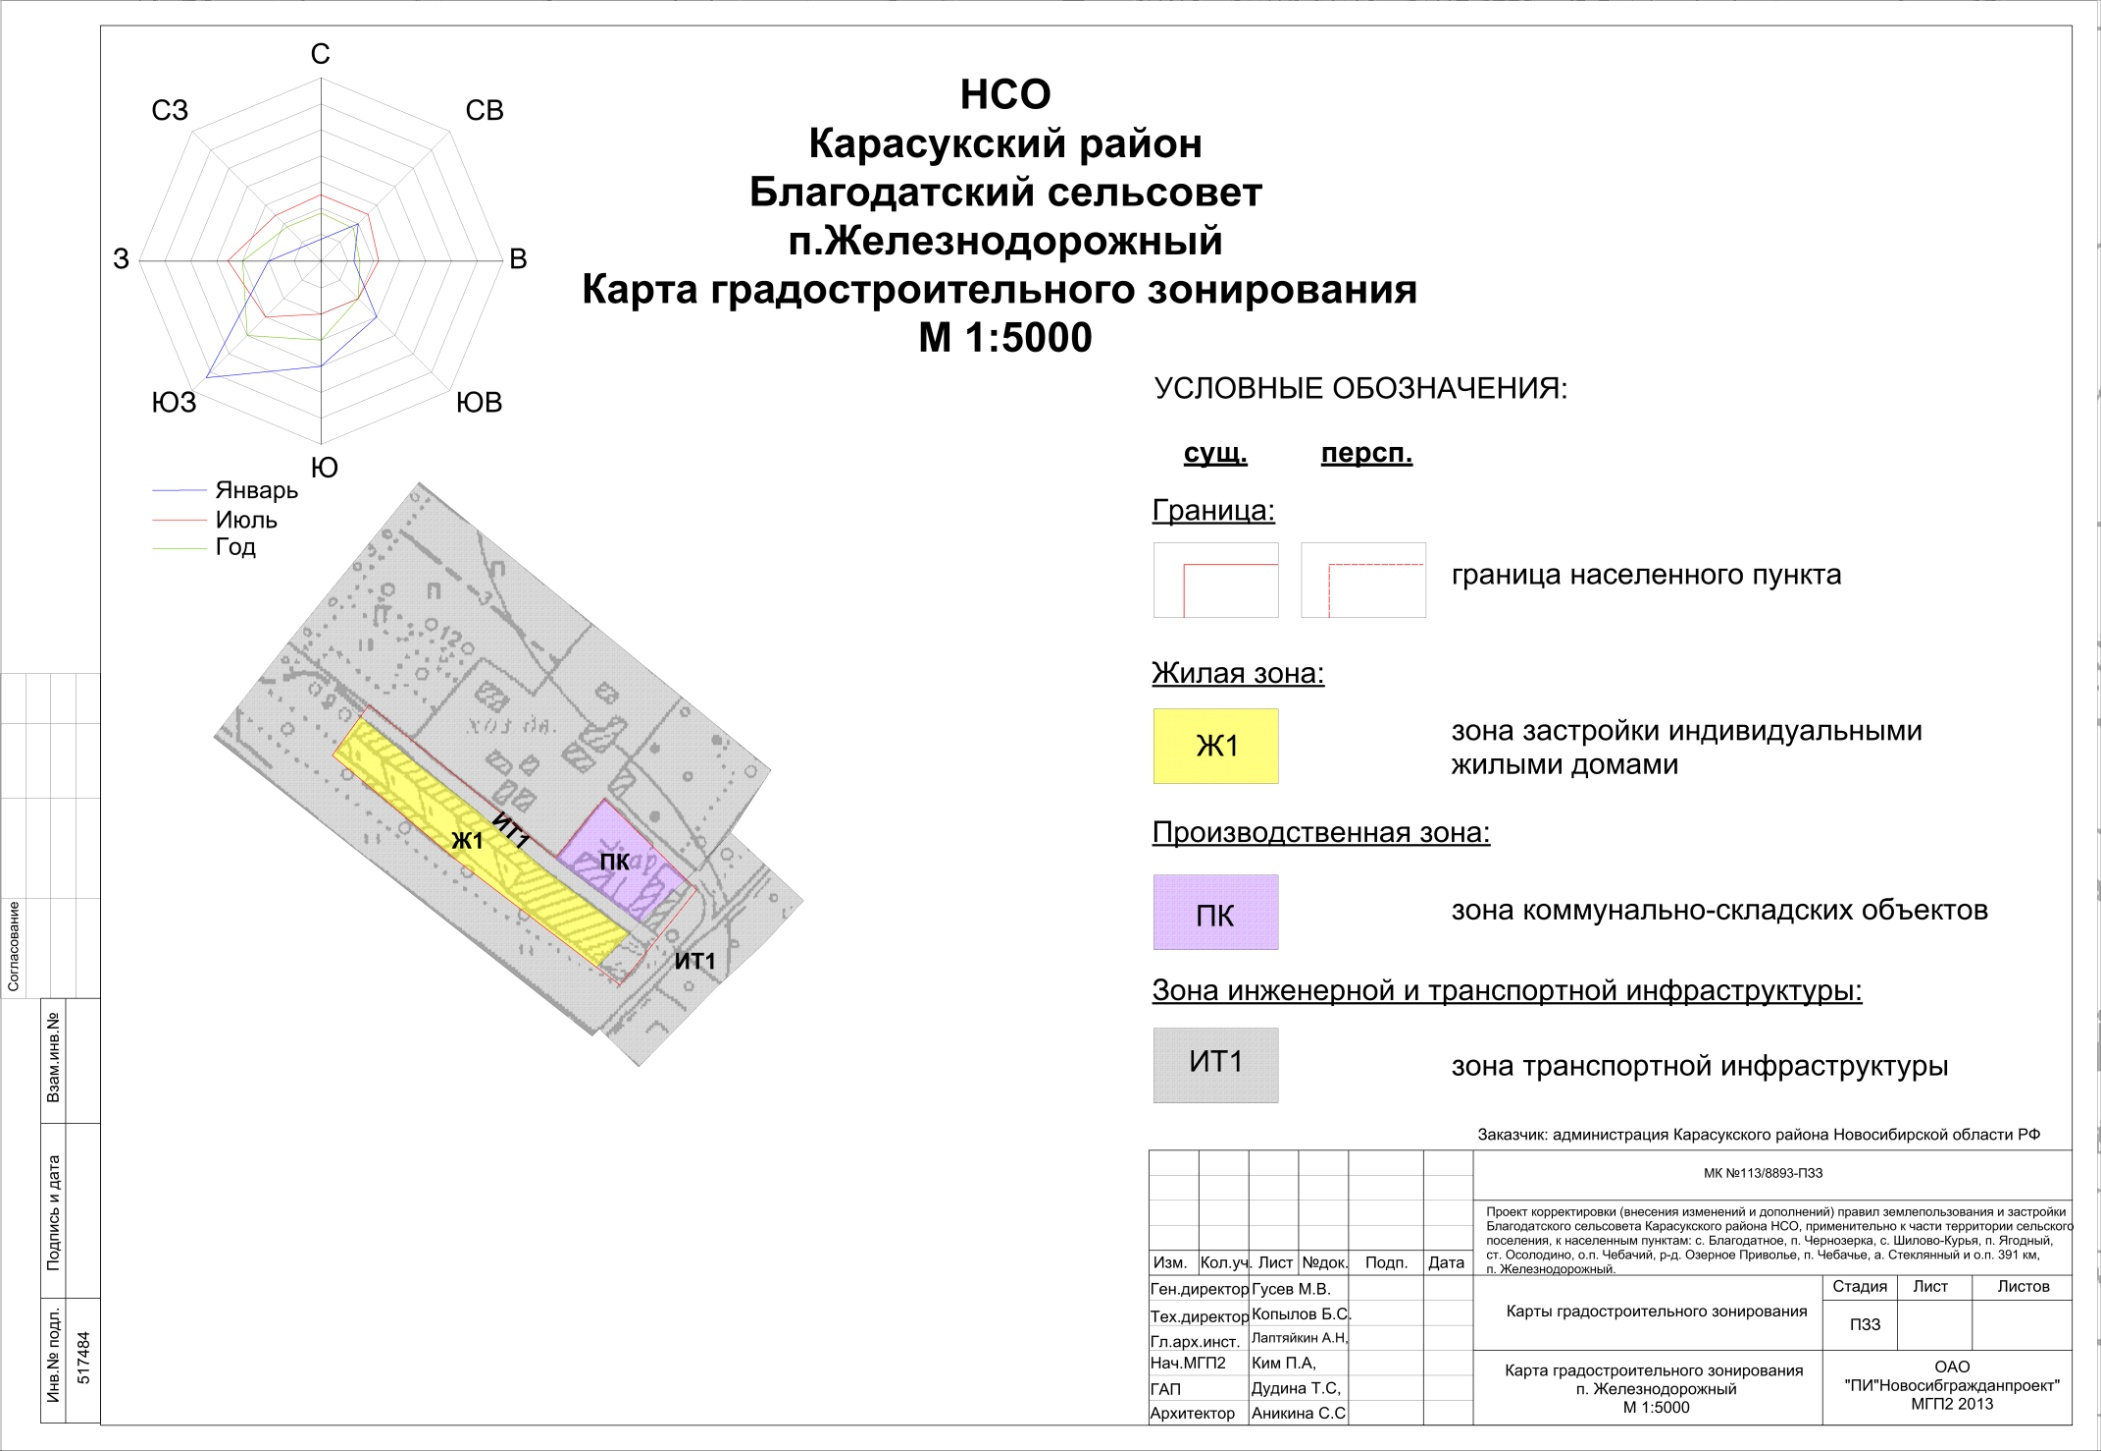 С
СЗ
СВ
З
В
ЮЗ
ЮВ
Ю
Январь
Июль
Год
НСО
Карасукский район
Благодатский сельсовет
п.Железнодорожный
Карта градостроительного зонирования
М 1:5000
УСЛОВНЫЕ ОБОЗНАЧЕНИЯ:
сущ. персп.
Граница:
граница населенного пункта
Жилая зона:
Ж1
зона застройки индивидуальными
жилыми домами
Производственная зона:
ПК
зона коммунально-складских объектов
Зона инженерной и транспортной инфраструктуры:
ИТ1
зона транспортной инфраструктуры
П
П
3
12
Ж1
ИТ1
ПК
ИТ1
Согласование
Взам.инв.№
Подпись и дата
Инв.№ подл.
517484
Заказчик: администрация Карасукского района Новосибирской области РФ
МК №113/8893-ПЗЗ
Проект корректировки (внесения изменений и дополнений) правил землепользования и застройки
Благодатского сельсовета Карасукского района НСО, применительно к части территории сельского
поселения, к населенным пунктам: с. Благодатное, п. Чернозерка, с. Шилово-Курья, п. Ягодный,
ст. Осолодино, о.п. Чебачий, р-д. Озерное Приволье, п. Чебачье, а. Стеклянный и о.п. 391 км,
п. Железнодорожный.
Изм. Кол.уч. Лист №док. Подп. Дата
Ген.директор Гусев М.В.
Тех.директор Копылов Б.С.
Гл.арх.инст. Лаптяйкин А.Н,
Нач.МГП2 Ким П.А,
ГАП Дудина Т.С,
Архитектор Аникина С.С
Карты градостроительного зонирования
Стадия Лист Листов
ПЗЗ
Карта градостроительного зонирования
п. Железнодорожный
М 1:5000
ОАО
"ПИ"Новосибгражданпроект"
МГП2 2013